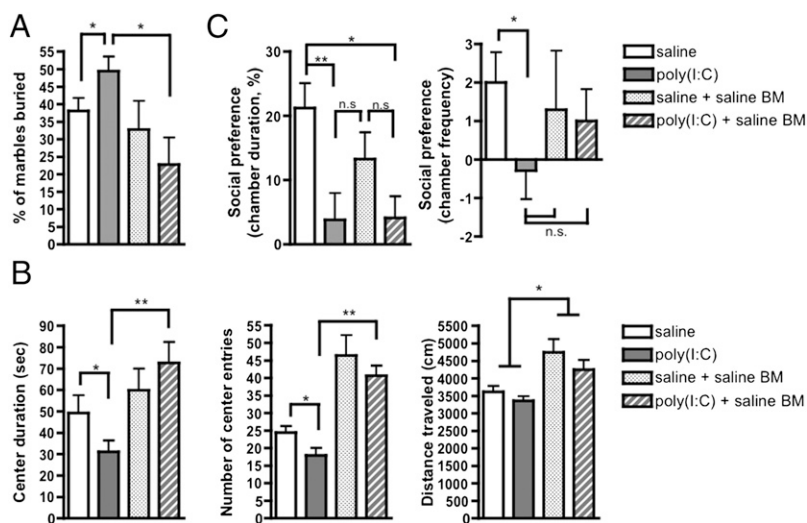 A
% of marbles buried
55
50
45
40
35
30
25
20
15
10
5
0
*
*
C
Social preference
(chamber duration, %)
20
10
0
*
**
n.s
n.s
Social preference
(chamber frequency)
3
2
1
0
-1
-2
*
n.s.
saline
poly(I:C)
saline + saline BM
poly(I:C) + saline BM
B
Center duration (sec)
90
80
70
60
50
40
30
20
10
0
*
**
Number of center entries
55
50
45
40
35
30
25
20
15
10
5
0
*
**
Distance traveled (cm)
5500
5000
4500
4000
3500
3000
2500
2000
1500
1000
500
0
*
saline
poly(I:C)
saline + saline BM
poly(I:C) + saline BM